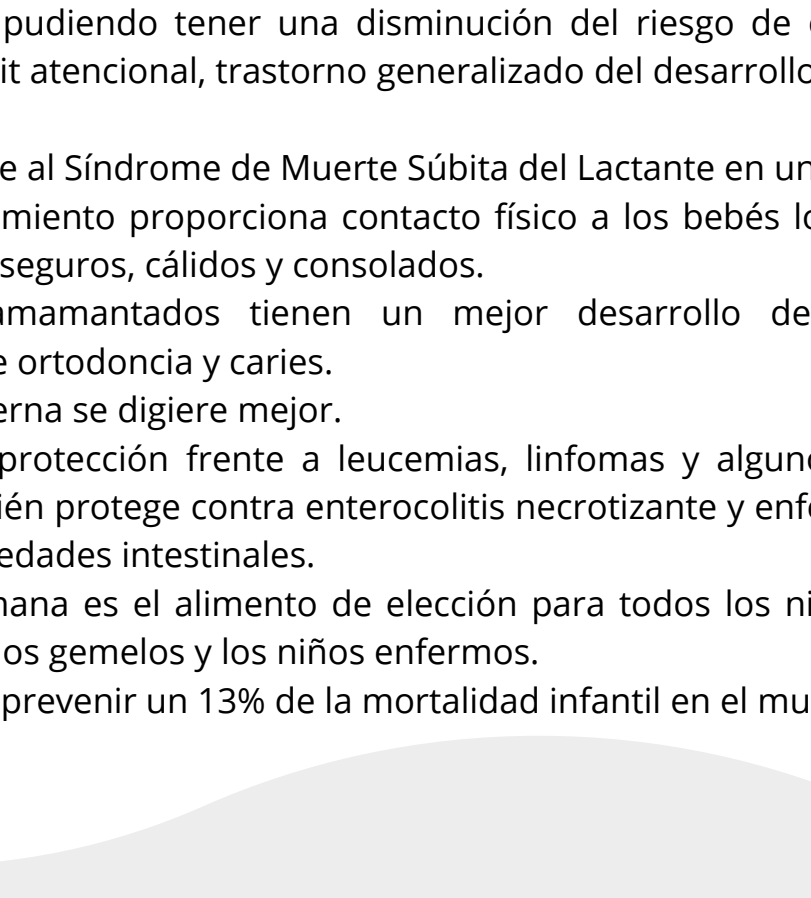 pudiendo tener una disminución del riesgo de
it atencional, trastorno generalizado del desarrollo
e al Síndrome de Muerte Súbita del Lactante en un
miento proporciona contacto físico a los bebés lo
seguros, cálidos y consolados.
amamantados tienen un mejor desarrollo de
e ortodoncia y caries.
erna se digiere mejor.
protección frente a leucemias, linfomas y alguno
ién protege contra enterocolitis necrotizante y enfe
edades intestinales.
mana es el alimento de elección para todos los ni
os gemelos y los niños enfermos.
prevenir un 13% de la mortalidad infantil en el mu